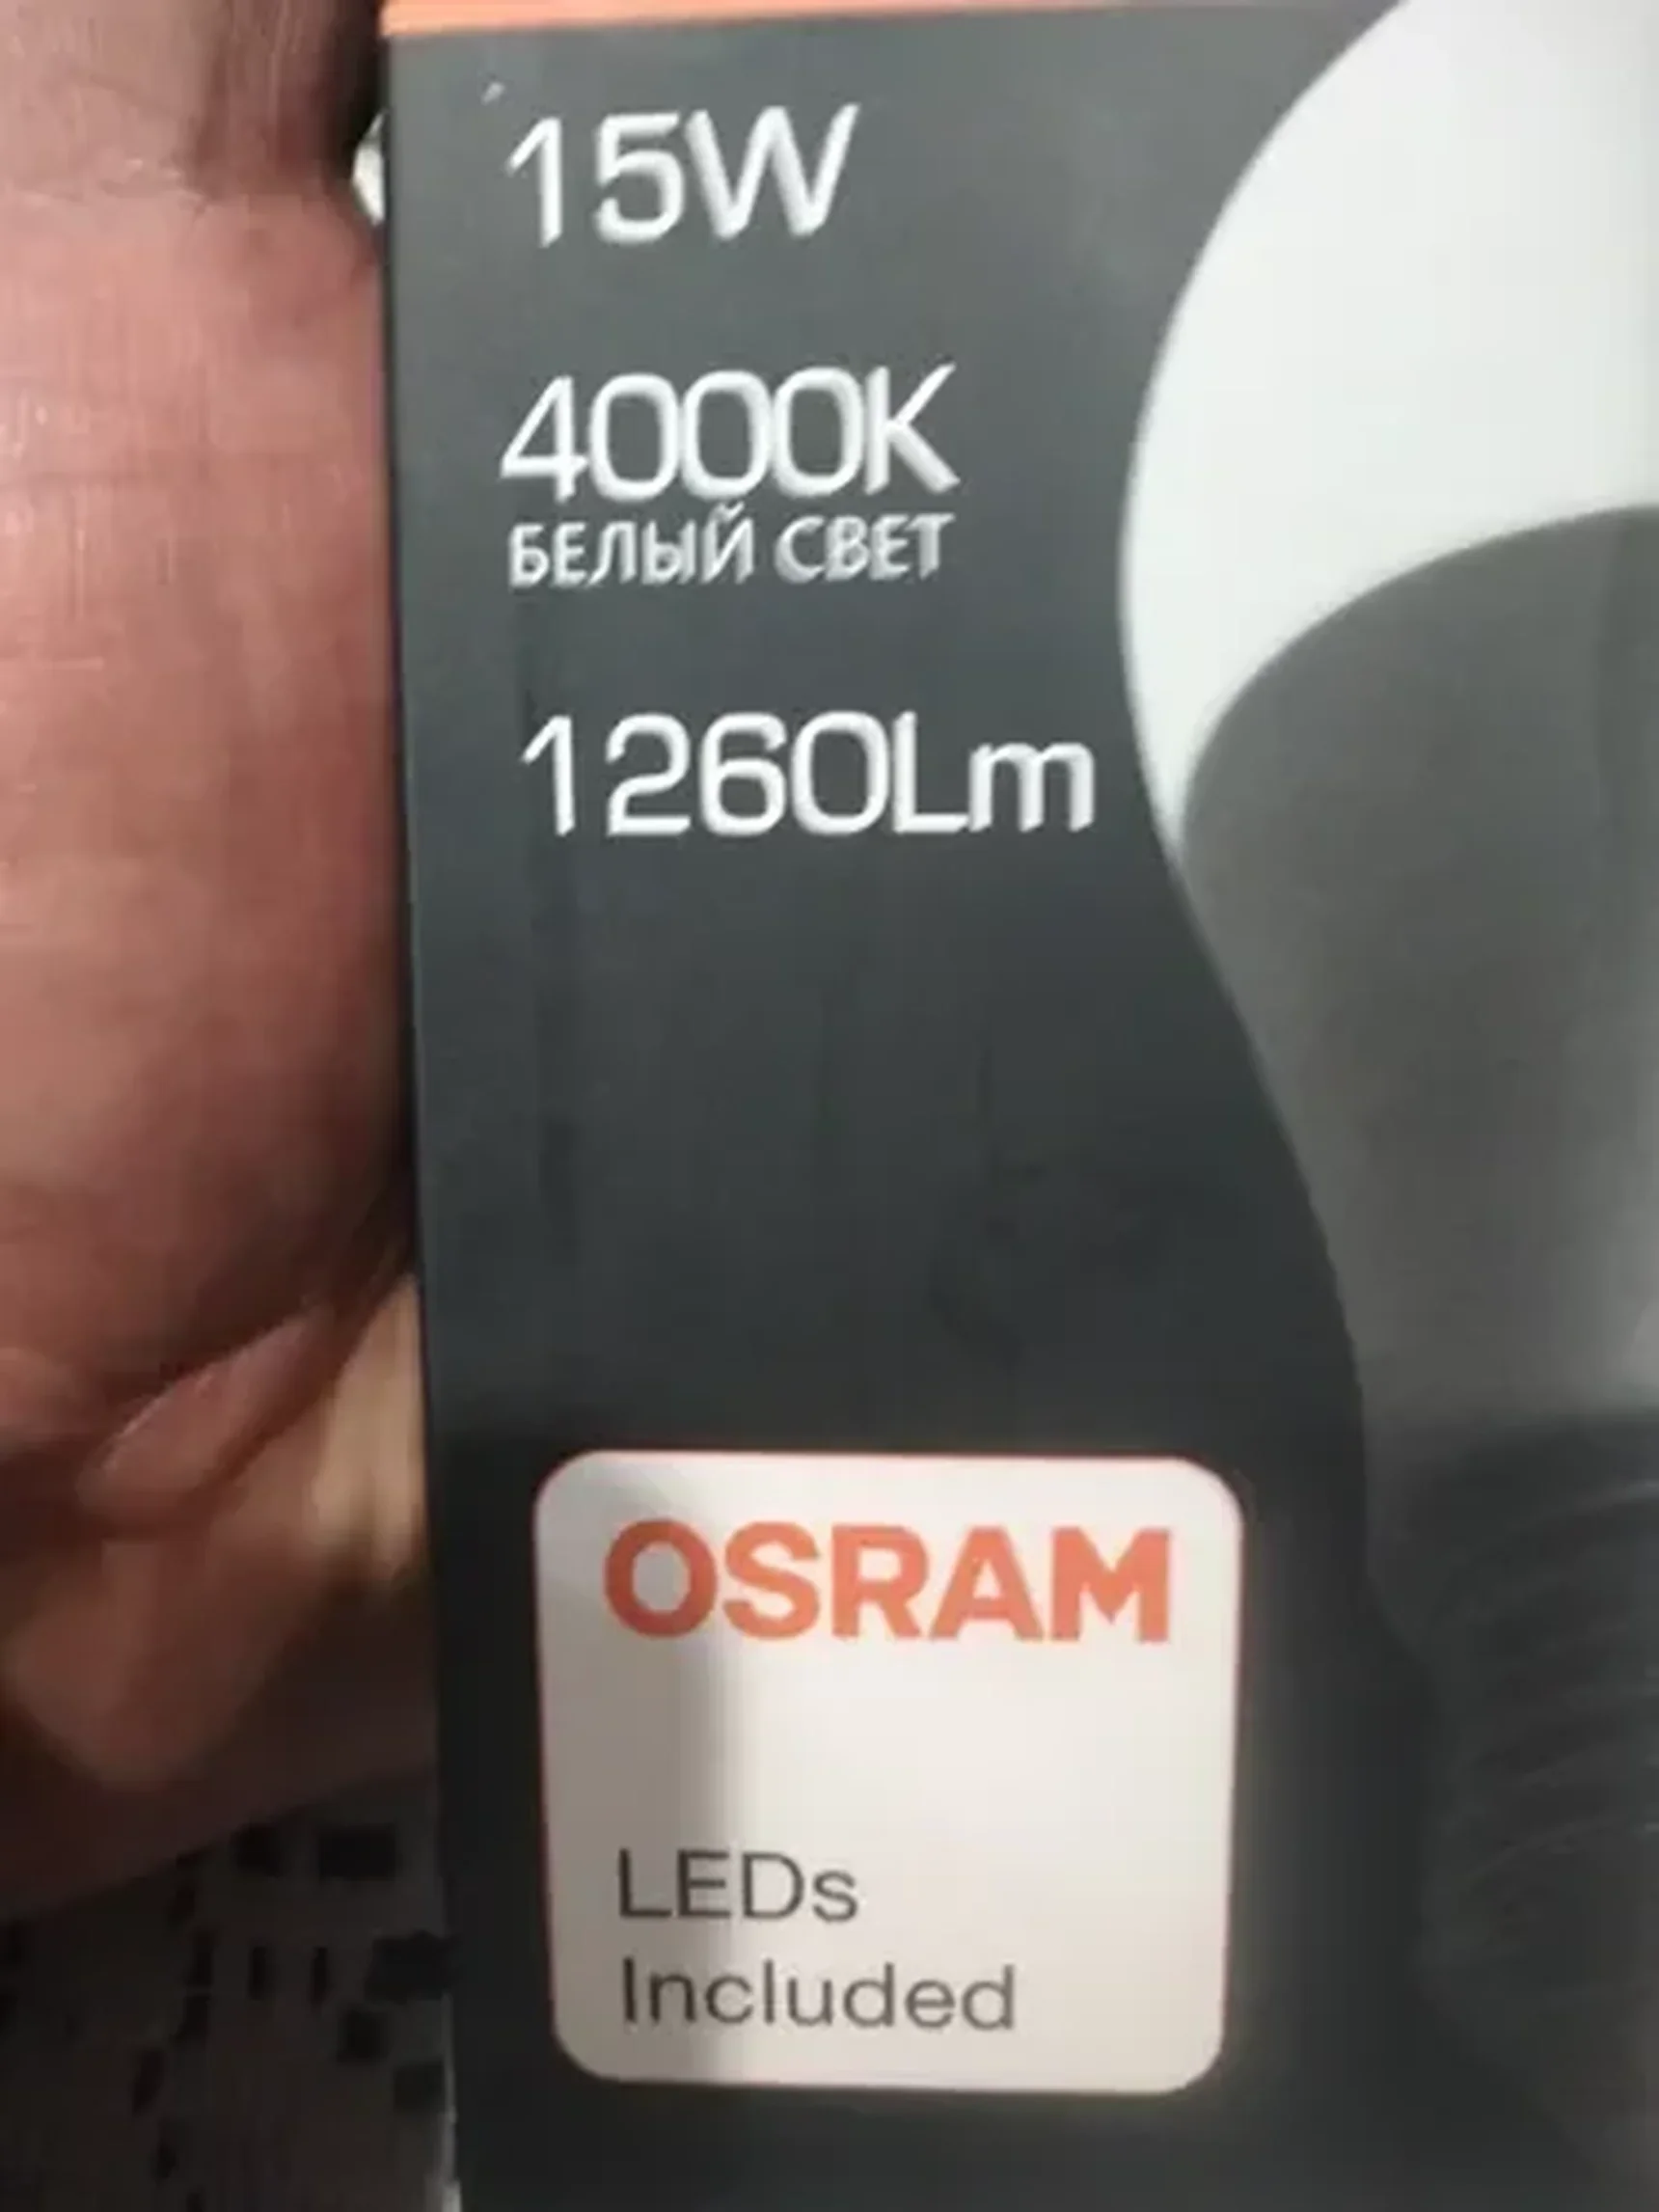 15W
4000K
БЕЛЫЙ СВЕТ
1260Lm
OSRAM
LEDs
Included